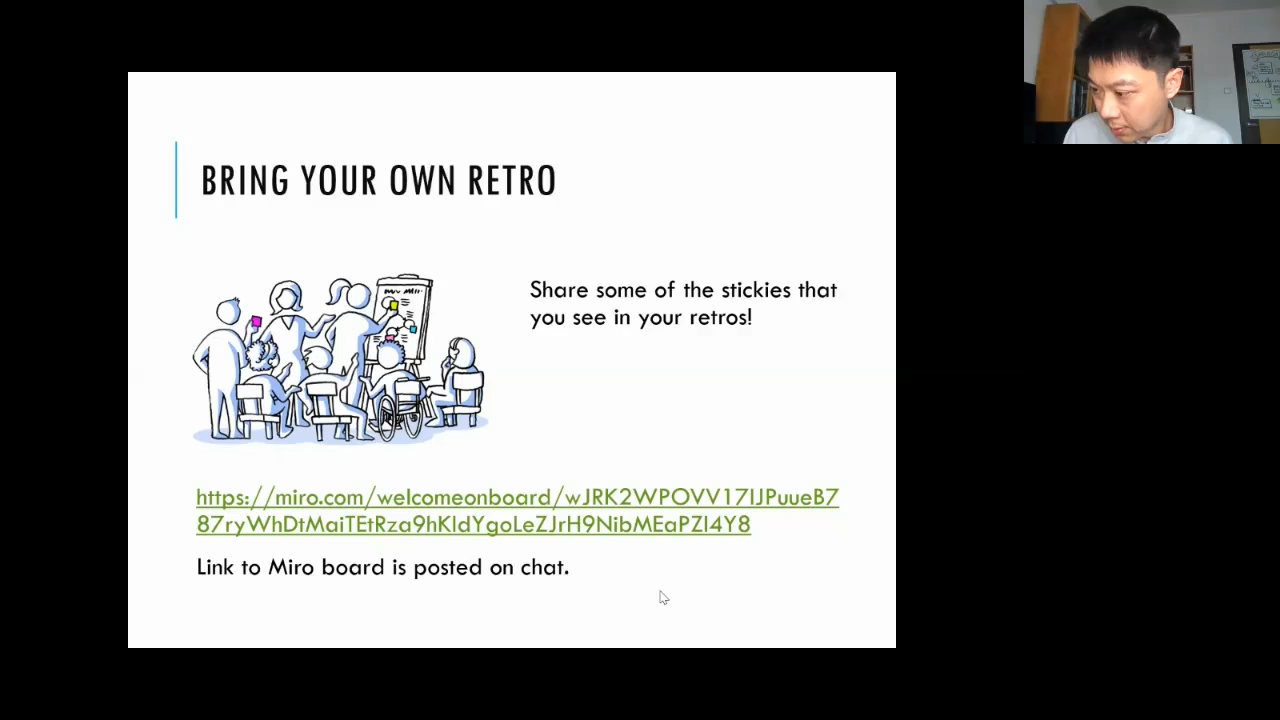 BRING YOUR OWN RETRO
Share some of the stickies that
you see in your retros!
https://miro.com/welcomeonboard/wJRK2WPOVV17IJPuueB7
87ryWhDtMaiTEtRza9hKIdYgoLeZJrH9NibMEaPZI4Y8
Link to Miro board is posted on chat.